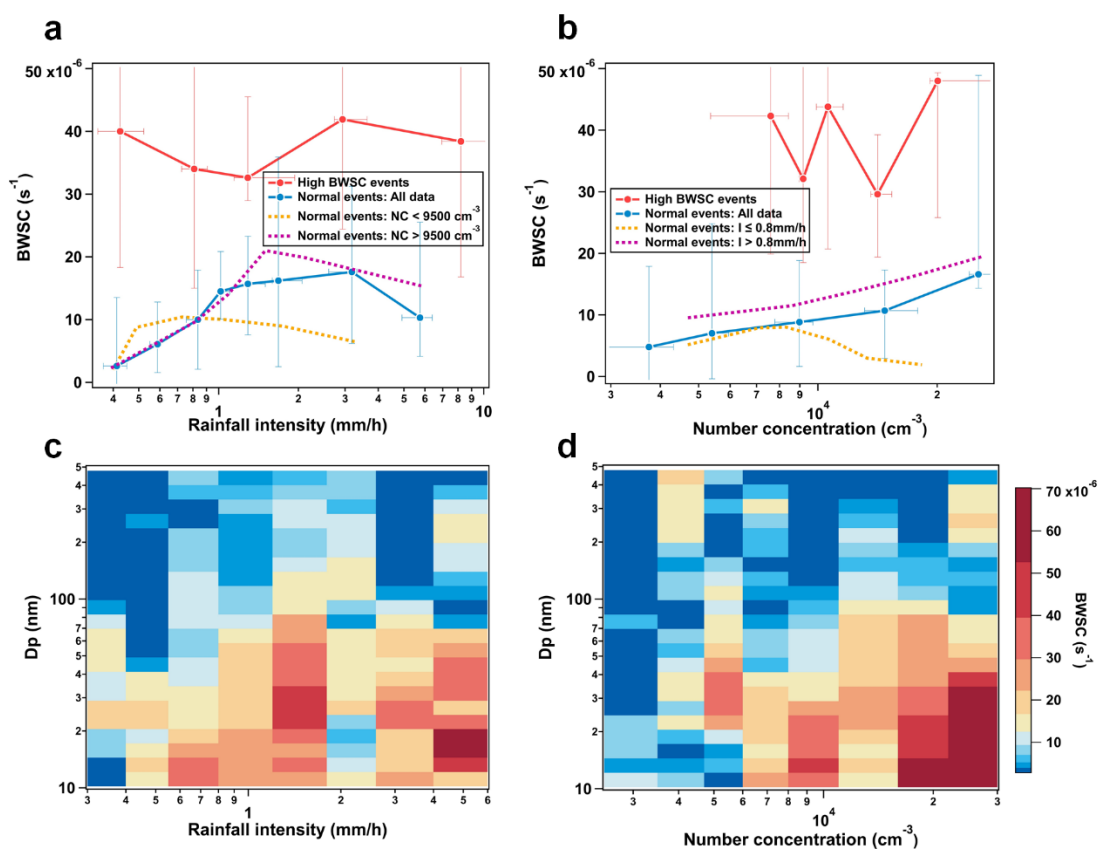 a
50 x10-6
40
30
20
10
0
BWSC (s-1)
High BWSC events
Normal events: All data
Normal events: NC < 9500 cm-3
Normal events: NC > 9500 cm-3
4 5 6 7 8 9 1 2 3 4 5 6 7 8 9 10
Rainfall intensity (mm/h)
b
50 x10-6
40
30
20
10
0
BWSC (s-1)
High BWSC events
Normal events: All data
Normal events: I ≤ 0.8mm/h
Normal events: I > 0.8mm/h
3 4 5 6 7 8 9 104 2
Number concentration (cm-3)
c
5
4
3
2
100
7
6
5
4
3
2
10
Dp (nm)
3 4 5 6 7 8 9 1 2 3 4 5 6
Rainfall intensity (mm/h)
d
5
4
3
2
100
7
6
5
4
3
2
10
Dp (nm)
3 4 5 6 7 8 9 104 2 3
Number concentration (cm-3)
70 x10-6
60
50
40
30
20
10
BWSC (s-1)